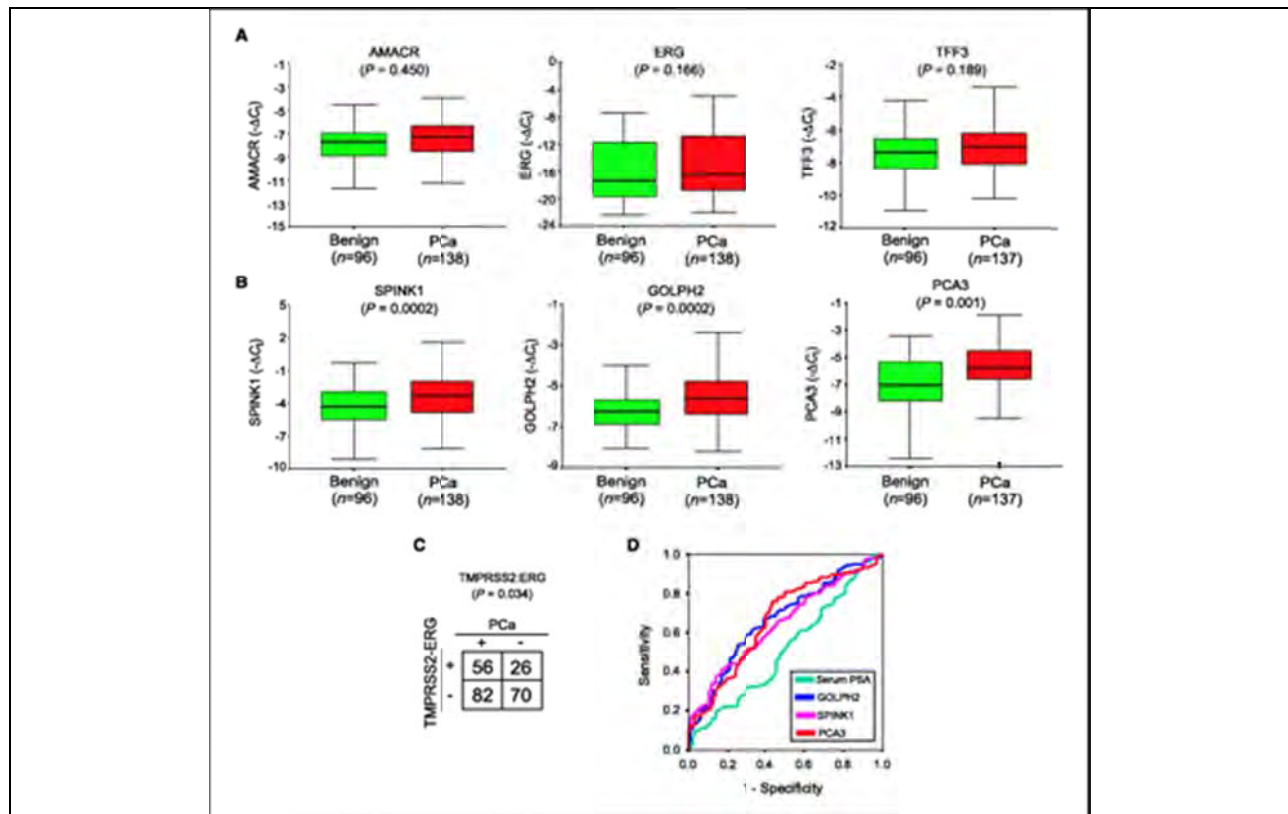 A
AMACR
(P = 0.450)
AMACR (-ΔCt)
-1
-3
-5
-7
-9
-11
-13
-15
Benign
(n=96)
PCa
(n=138)
ERG
(P = 0.166)
ERG (-ΔCt)
0
-4
-8
-12
-16
-20
-24
Benign
(n=96)
PCa
(n=138)
TFF3
(P = 0.189)
TFF3 (-ΔCt)
-2
-4
-6
-8
-10
-12
Benign
(n=96)
PCa
(n=137)
B
SPINK1
(P = 0.0002)
SPINK1 (-ΔCt)
5
2
-1
-4
-7
-10
Benign
(n=96)
PCa
(n=138)
GOLPH2
(P = 0.0002)
GOLPH2 (-ΔCt)
-1
-3
-5
-7
-9
Benign
(n=96)
PCa
(n=138)
PCA3
(P = 0.001)
PCA3 (-ΔCt)
-1
-3
-5
-7
-9
-11
-13
Benign
(n=96)
PCa
(n=137)
C
TMPRSS2:ERG
(P = 0.034)
PCa
+ -
TMPRSS2-ERG
+ 56 26
- 82 70
D
Sensitivity
1.0
0.8
0.6
0.4
0.2
0.0
Serum PSA
GOLPH2
SPINK1
PCA3
0.0 0.2 0.4 0.6 0.8 1.0
1 - Specificity